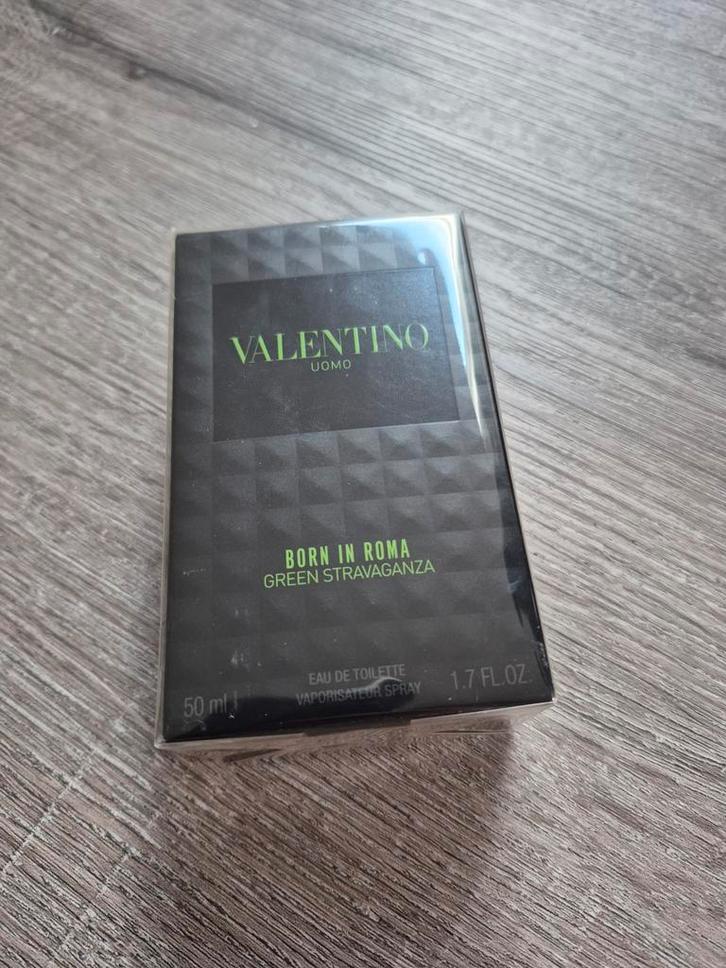 VALENTINO
UOMO
BORN IN ROMA
GREEN STRAVAGANZA
EAU DE TOILETTE
50 ml VAPORISATEUR SPRAY 1.7 FL.OZ.